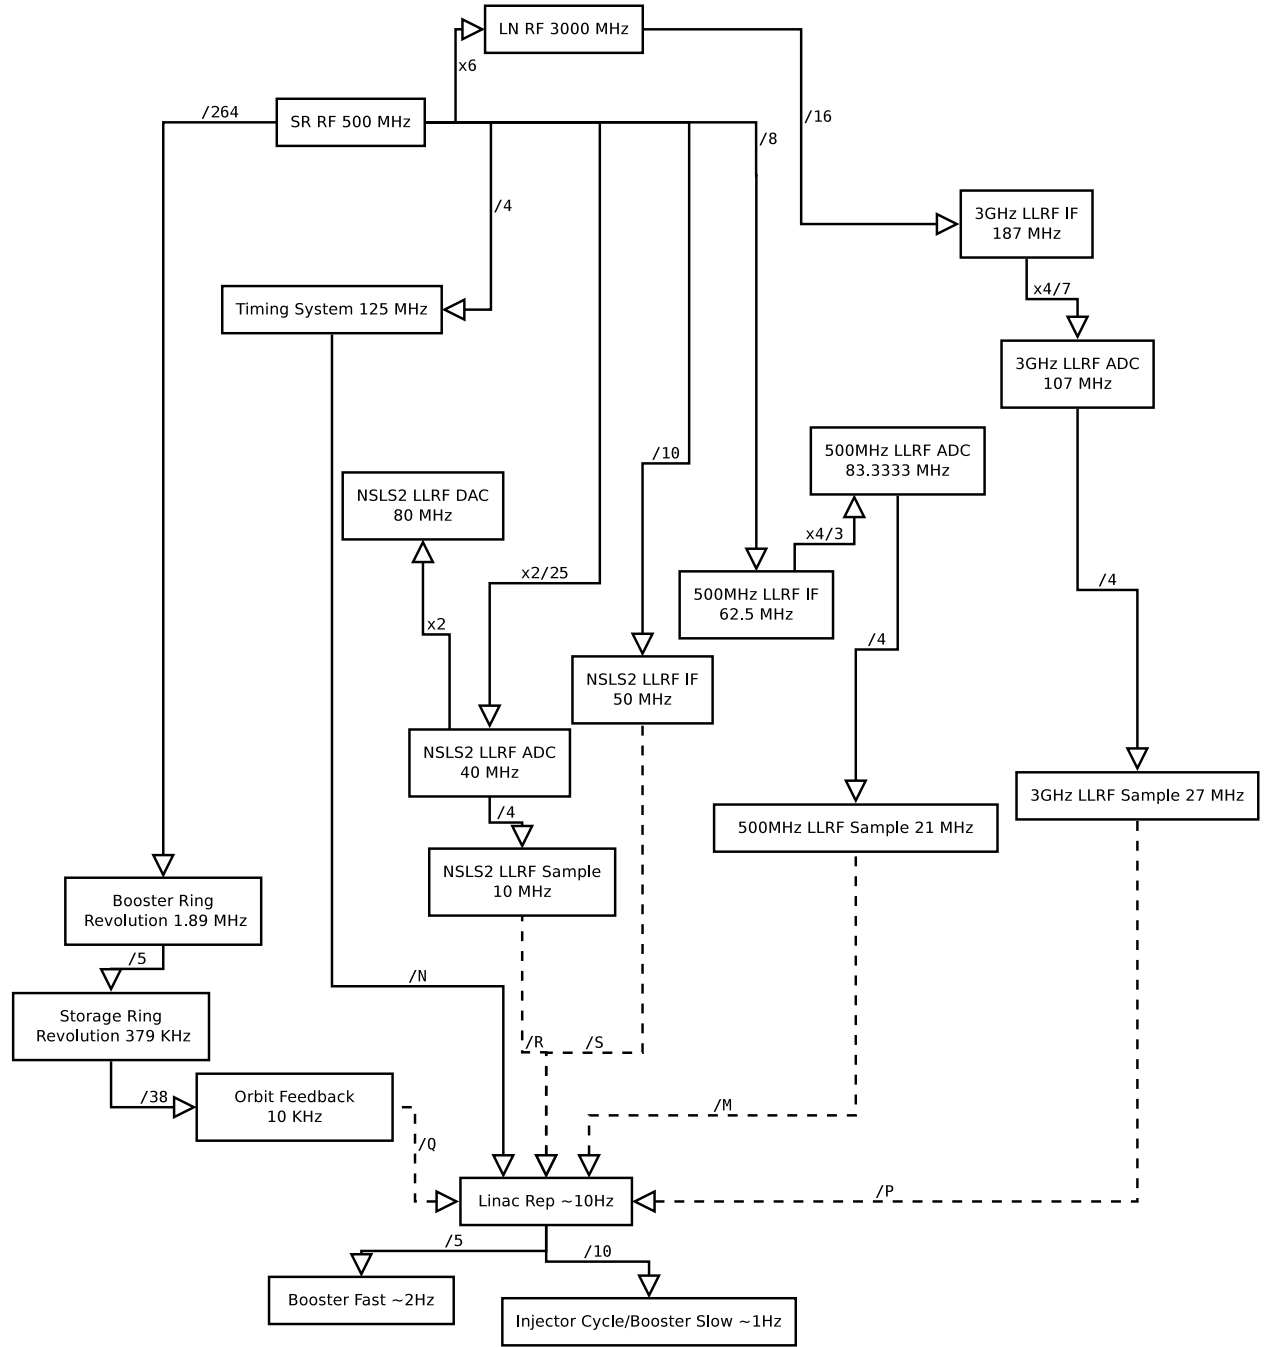 LN RF 3000 MHz
x6
/264
SR RF 500 MHz
/16
/8
/4
3GHz LLRF IF
187 MHz
x4/7
Timing System 125 MHz
3GHz LLRF ADC
107 MHz
/10
500MHz LLRF ADC
83.3333 MHz
NSLS2 LLRF DAC
80 MHz
x4/3
x2/25
/4
500MHz LLRF IF
62.5 MHz
x2
/4
NSLS2 LLRF IF
50 MHz
NSLS2 LLRF ADC
40 MHz
3GHz LLRF Sample 27 MHz
/4
500MHz LLRF Sample 21 MHz
NSLS2 LLRF Sample
10 MHz
Booster Ring
Revolution 1.89 MHz
/5
/N
Storage Ring
Revolution 379 KHz
/R
/S
/38
Orbit Feedback
10 KHz
/M
/Q
/P
Linac Rep ~10Hz
/5
/10
Booster Fast ~2Hz
Injector Cycle/Booster Slow ~1Hz